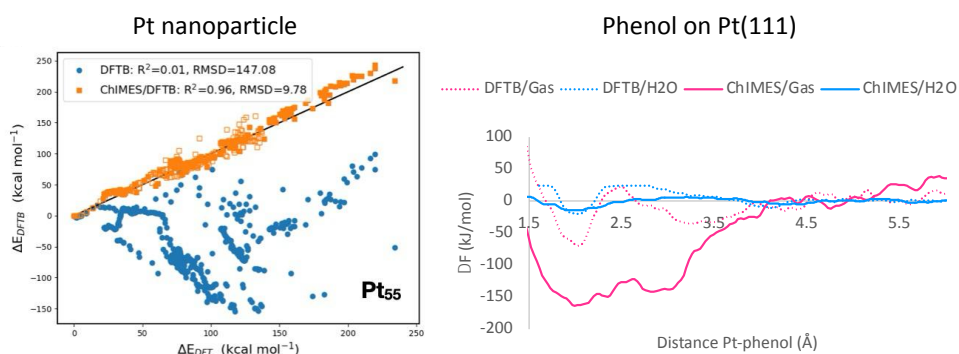 Pt nanoparticle
DFTB: R²=0.01, RMSD=147.08
ChIMES/DFTB: R²=0.96, RMSD=9.78
ΔE_DFTB (kcal mol⁻¹)
250
200
150
100
50
0
−50
−100
−150
Pt₅₅
0 50 100 150 200 250
ΔE_DFT (kcal mol⁻¹)
Phenol on Pt(111)
DFTB/Gas DFTB/H2O ChIMES/Gas ChIMES/H2O
DF (kJ/mol)
100
50
0
-50
-100
-150
-200
1.5 2.5 3.5 4.5 5.5
Distance Pt-phenol (Å)